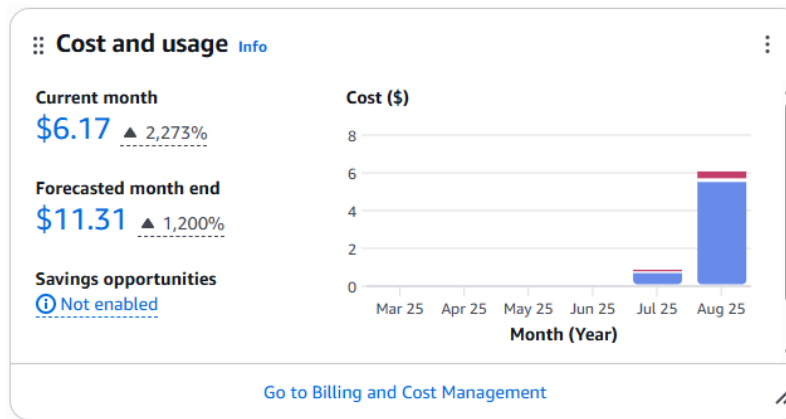 Cost and usage Info
Current month
$6.17 ▲ 2,273%
Forecasted month end
$11.31 ▲ 1,200%
Savings opportunities
Not enabled
Cost ($)
8
6
4
2
0
Mar 25 Apr 25 May 25 Jun 25 Jul 25 Aug 25
Month (Year)
Go to Billing and Cost Management